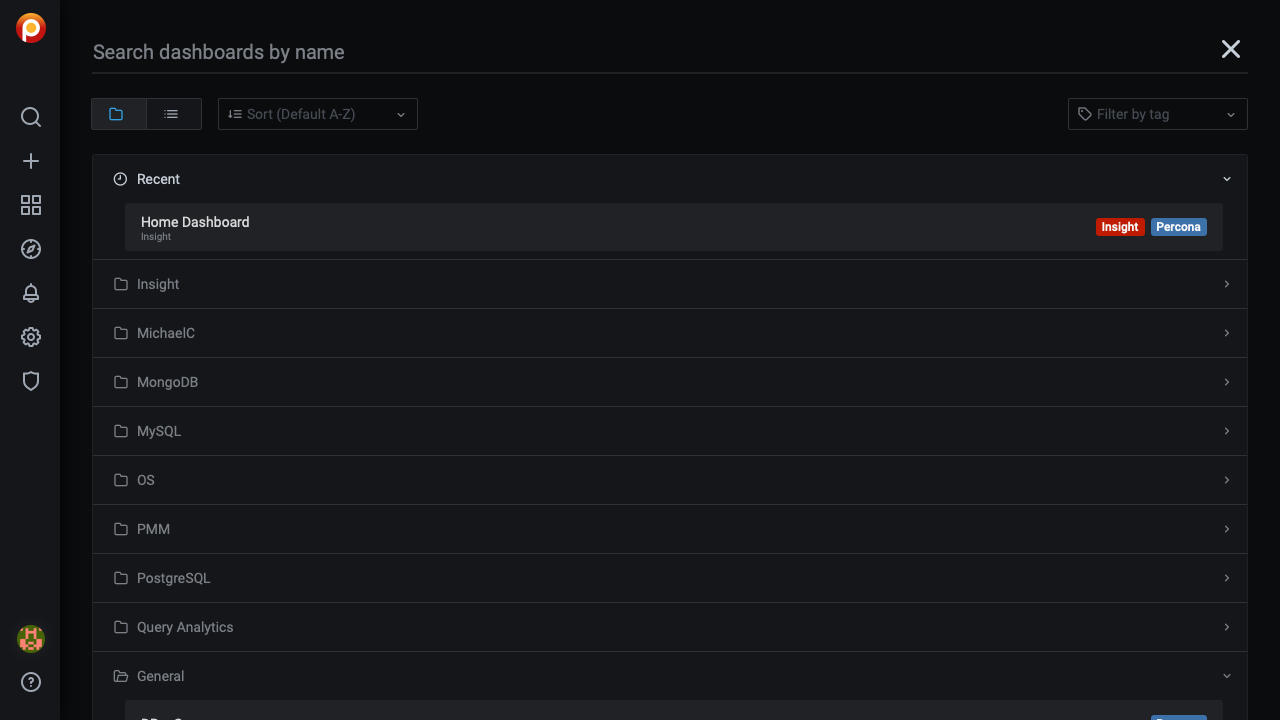 Search dashboards by name
Sort (Default A-Z)
Filter by tag
Recent
Home Dashboard
Insight
Insight Percona
Insight
MichaelC
MongoDB
MySQL
OS
PMM
PostgreSQL
Query Analytics
General